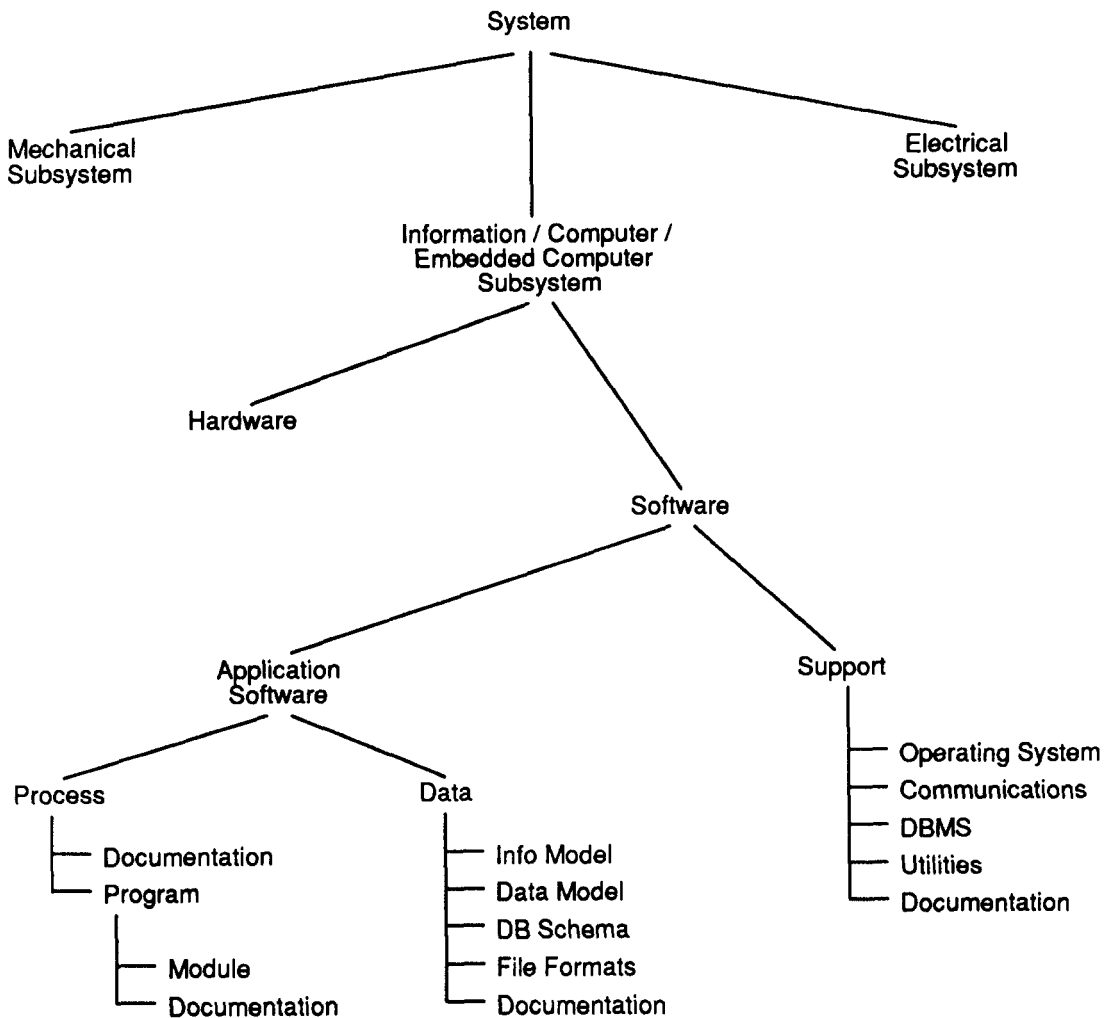 System
Mechanical
Subsystem
Electrical
Subsystem
Information / Computer /
Embedded Computer
Subsystem
Hardware
Software
Application
Software
Support
Process
Documentation
Program
Module
Documentation
Data
Info Model
Data Model
DB Schema
File Formats
Documentation
Operating System
Communications
DBMS
Utilities
Documentation